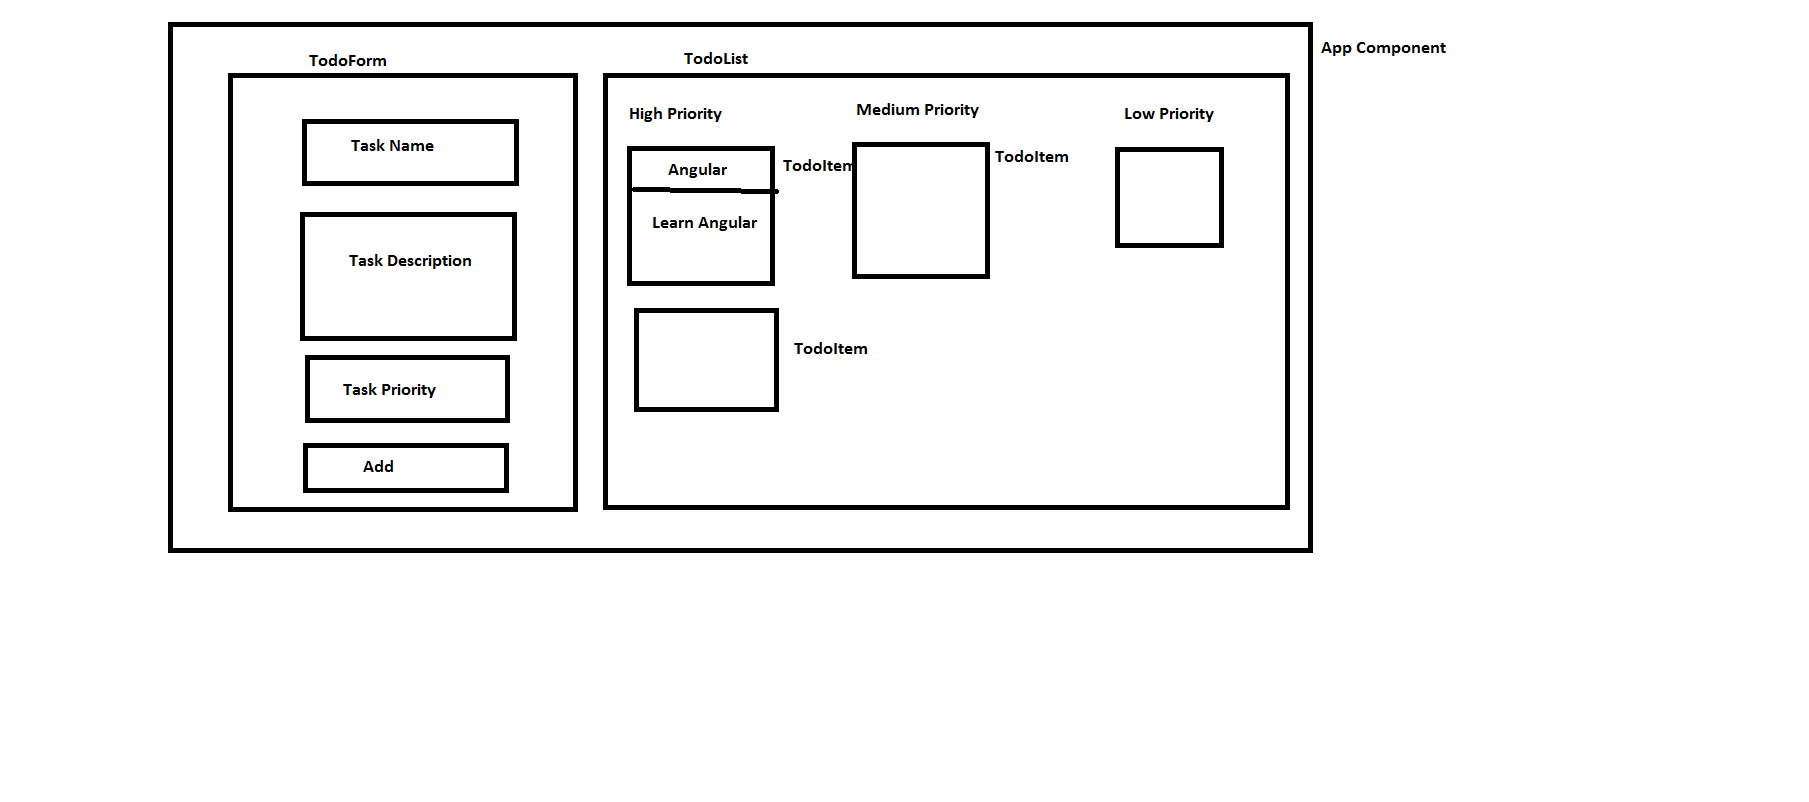 App Component
TodoForm
Task Name
Task Description
Task Priority
Add
TodoList
High Priority
Medium Priority
Low Priority
Angular
Learn Angular
TodoItem
TodoItem
TodoItem